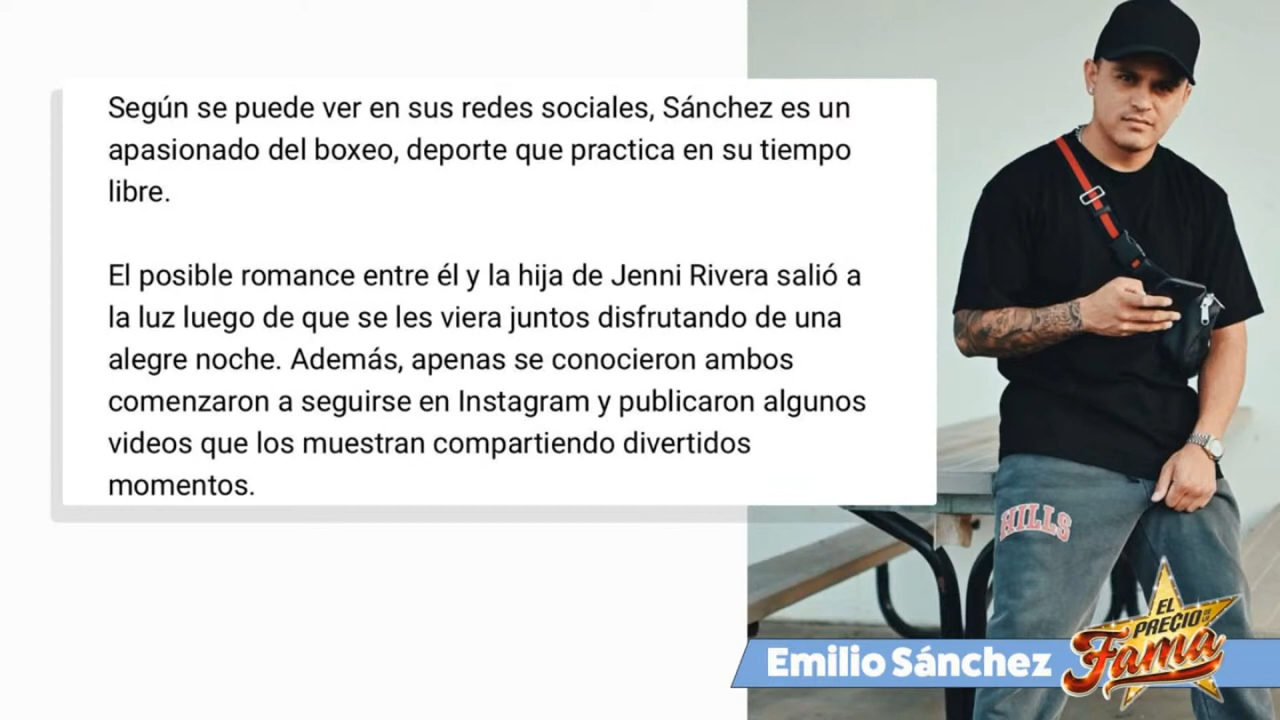 Según se puede ver en sus redes sociales, Sánchez es un
apasionado del boxeo, deporte que practica en su tiempo
libre.
El posible romance entre él y la hija de Jenni Rivera salió a
la luz luego de que se les viera juntos disfrutando de una
alegre noche. Además, apenas se conocieron ambos
comenzaron a seguirse en Instagram y publicaron algunos
videos que los muestran compartiendo divertidos
momentos.
HILLS
Emilio Sánchez
EL
PRECIO DE LA
Fama